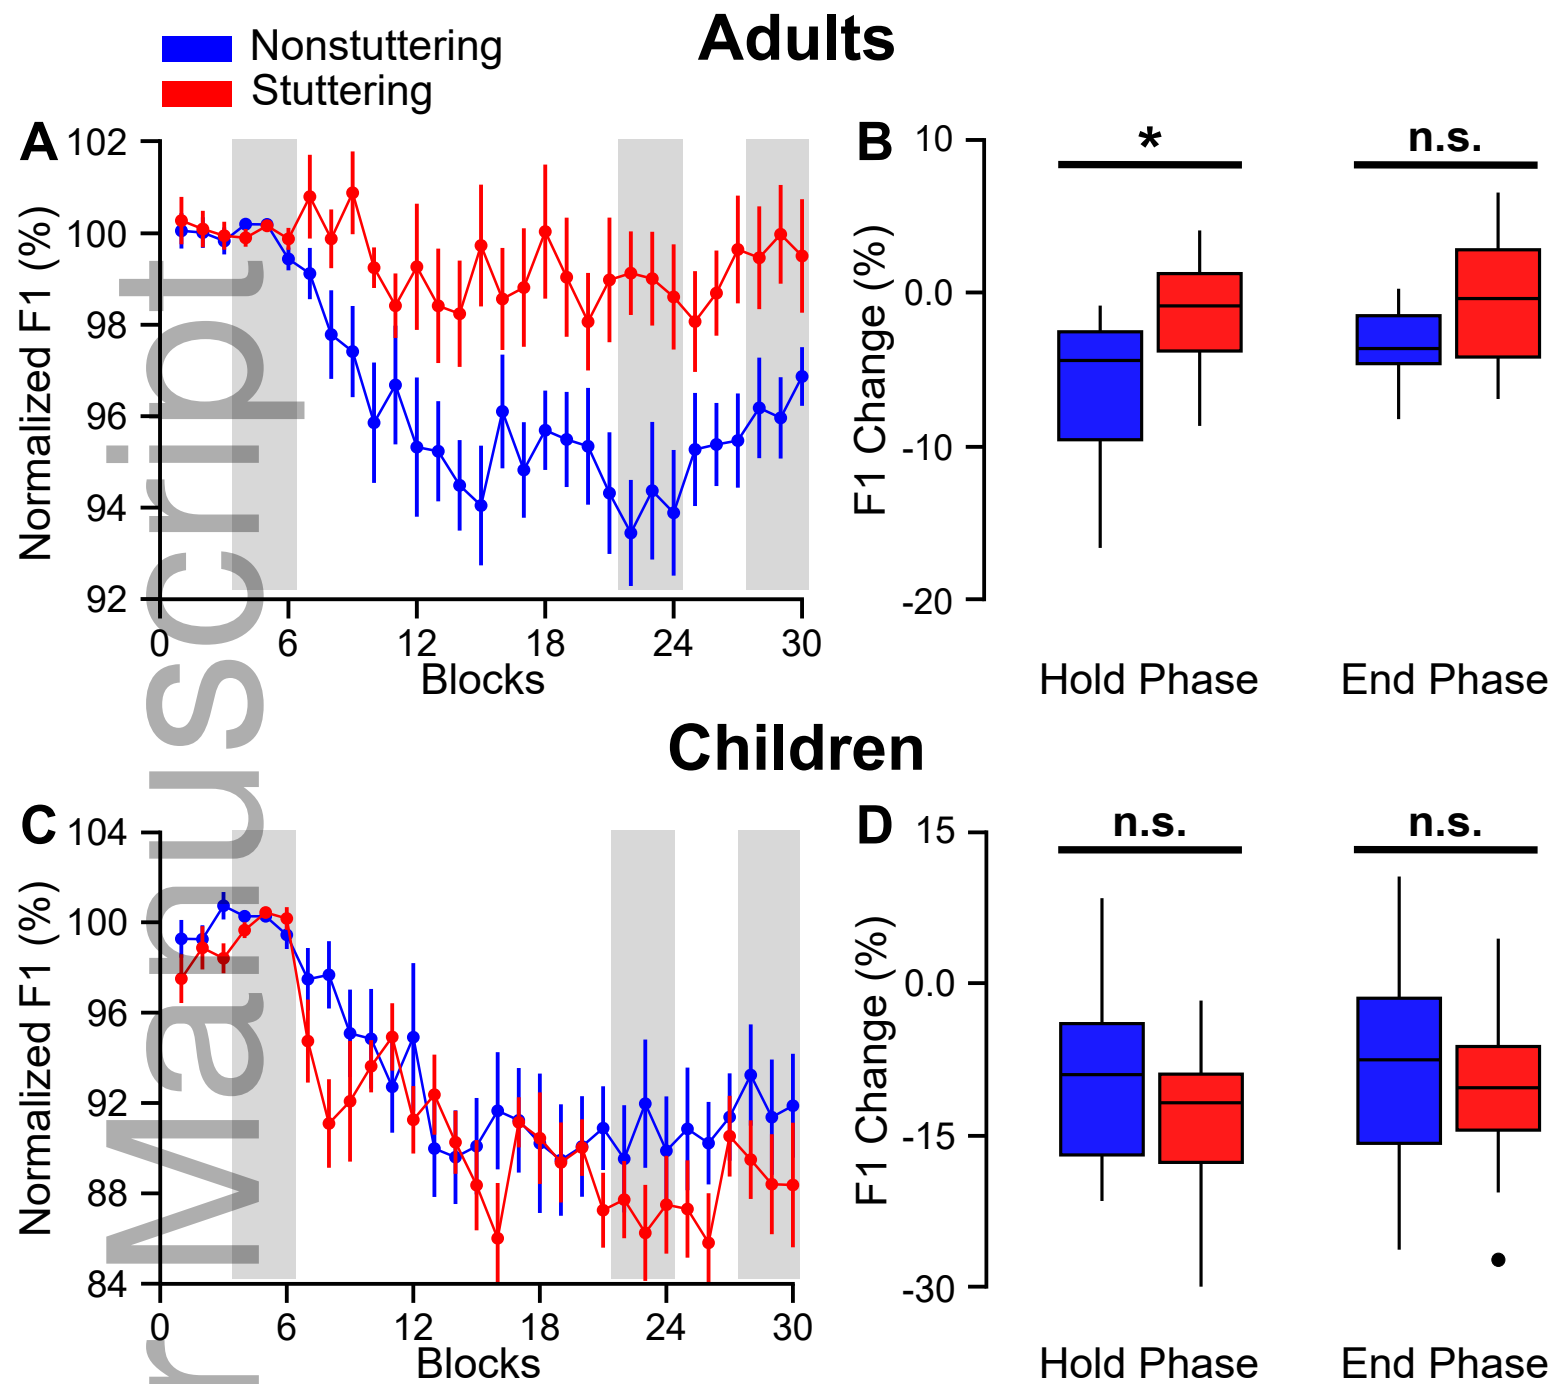 Adults
Nonstuttering
Stuttering
A
102
100
98
96
94
92
Normalized F1 (%)
0 6 12 18 24 30
Blocks
B
10
0.0
-10
-20
F1 Change (%)
* n.s.
Hold Phase End Phase
Children
C
104
100
96
92
88
84
Normalized F1 (%)
0 6 12 18 24 30
Blocks
D
15
0.0
-15
-30
F1 Change (%)
n.s. n.s.
Hold Phase End Phase
r Manuscript